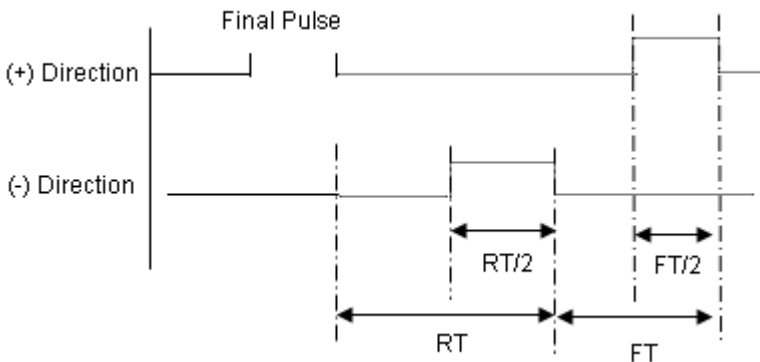 Final Pulse
(+) Direction
(-) Direction
RT/2
FT/2
RT
FT